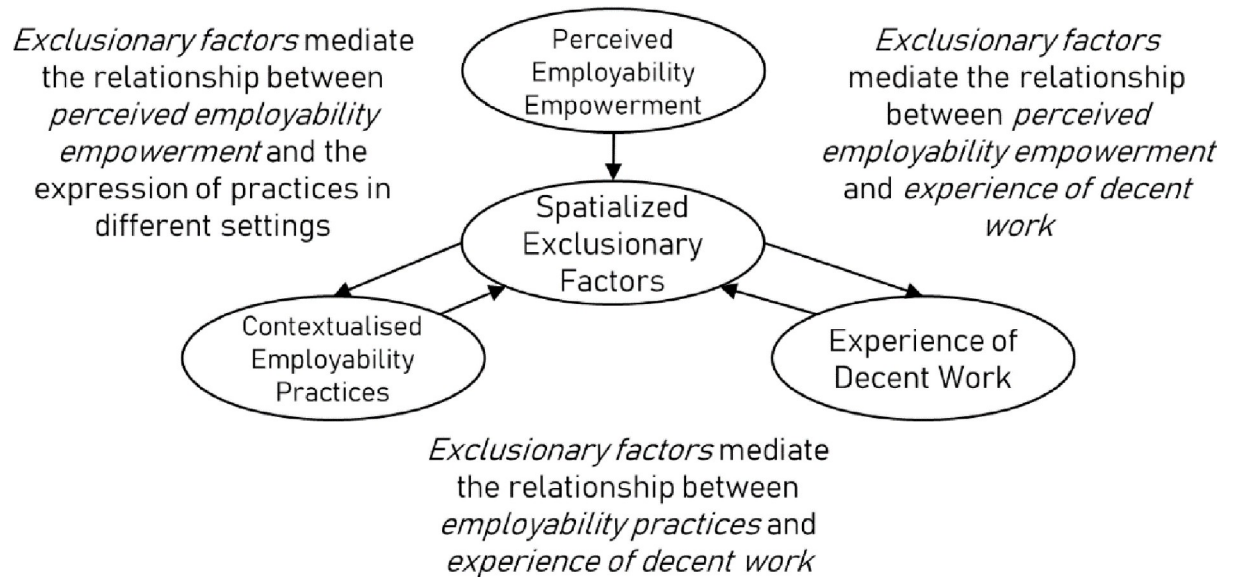 Exclusionary factors mediate
the relationship between
perceived employability
empowerment and the
expression of practices in
different settings
Perceived
Employability
Empowerment
Exclusionary factors
mediate the relationship
between perceived
employability empowerment
and experience of decent
work
Spatialized
Exclusionary
Factors
Contextualised
Employability
Practices
Experience of
Decent Work
Exclusionary factors mediate
the relationship between
employability practices and
experience of decent work